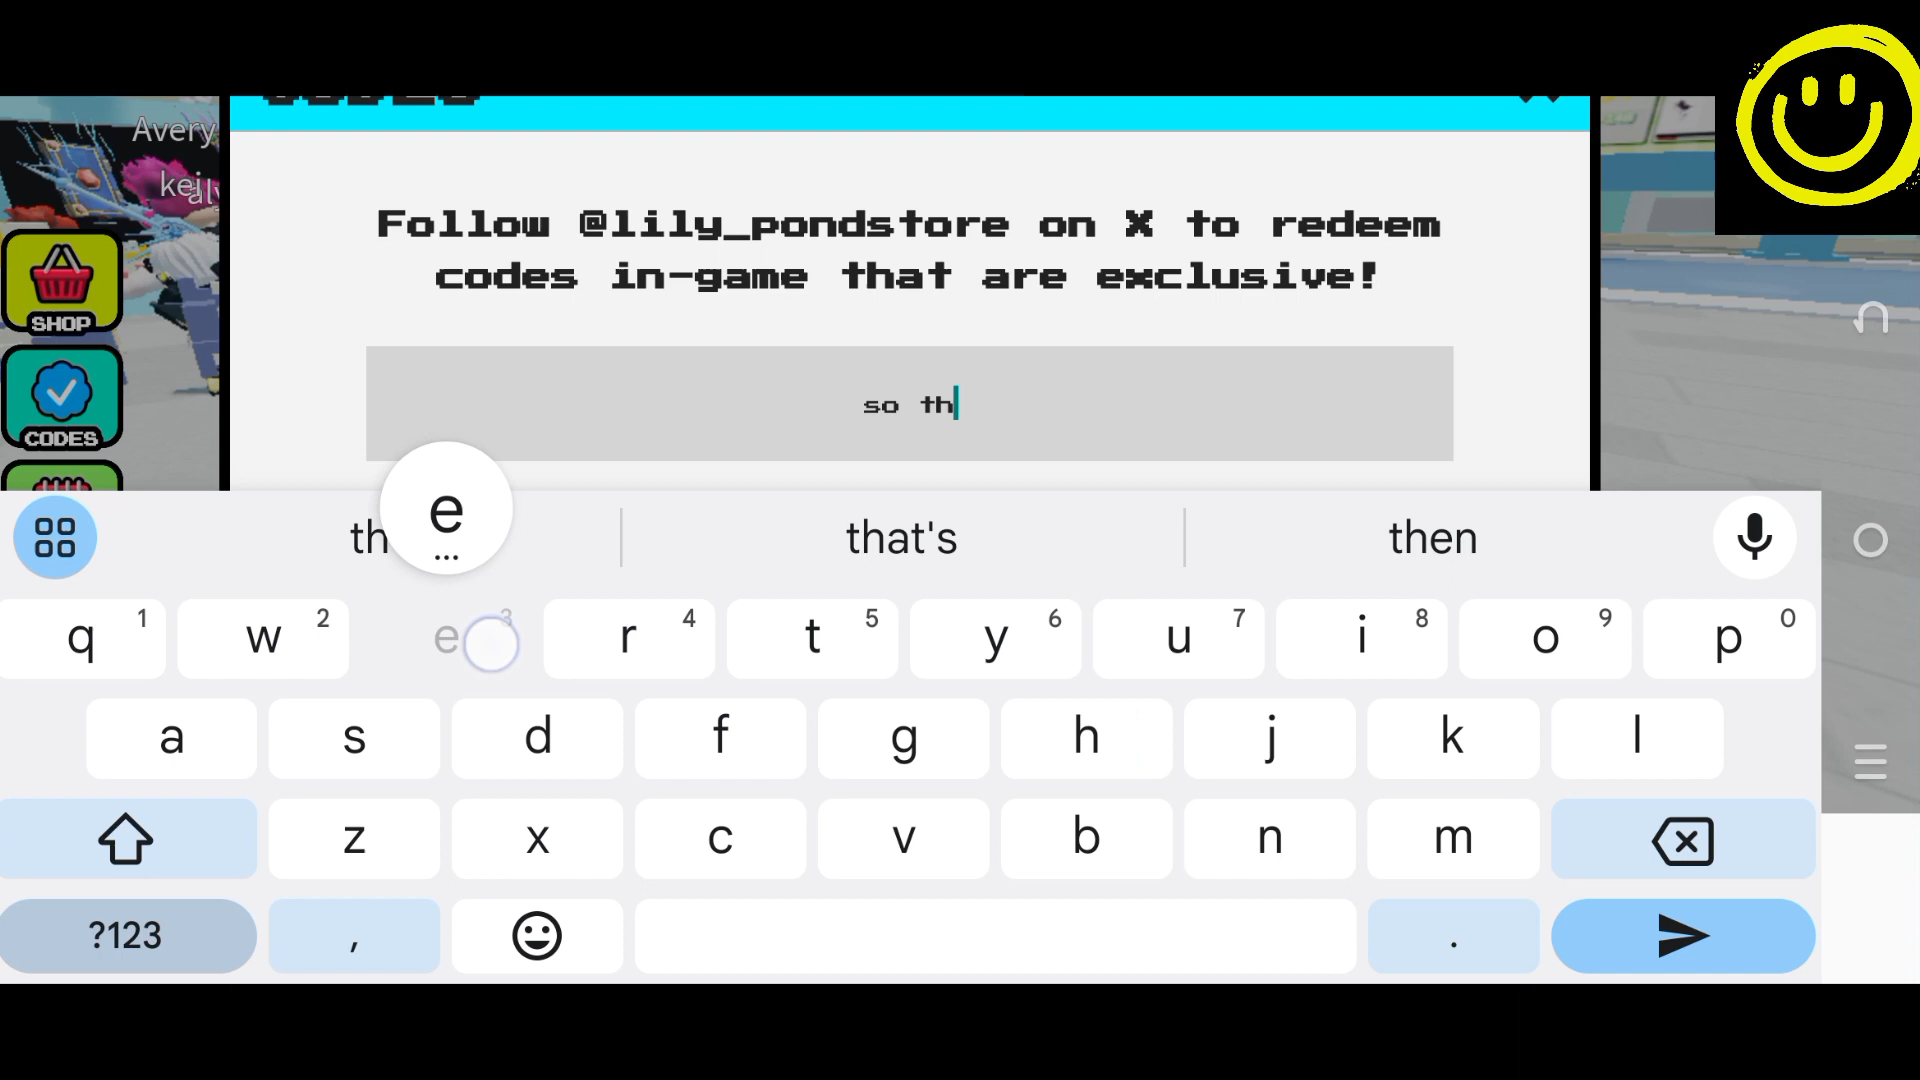 Avery
kei
SHOP
CODES
Follow @lily_pondstore on X to redeem
codes in-game that are exclusive!
so th
e
...
th
that's
then
q 1 w 2 e 3 r 4 t 5 y 6 u 7 i 8 o 9 p 0
a s d f g h j k l
z x c v b n m
?123 , .